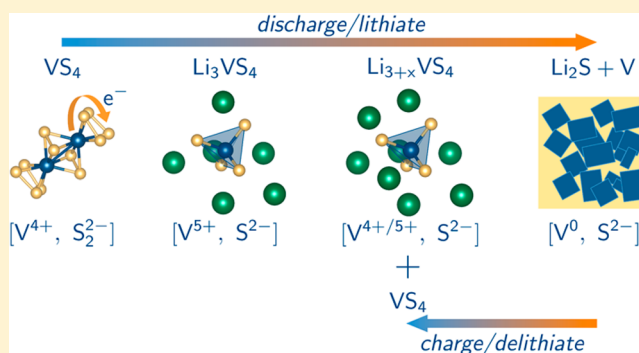 discharge/lithiate
VS₄ Li₃VS₄ Li₃₊ₓVS₄ Li₂S + V
e⁻
[V⁴⁺, S₂²⁻] [V⁵⁺, S²⁻] [V⁴⁺/⁵⁺, S²⁻] [V⁰, S²⁻]
+
VS₄
charge/delithiate